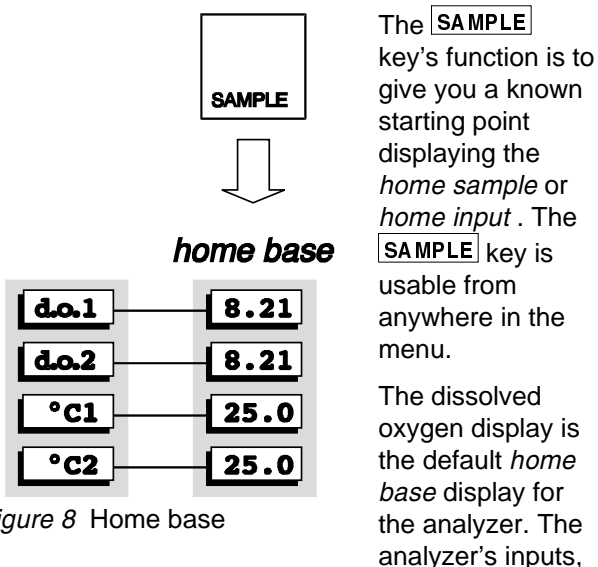 SAMPLE
home base
d.o.1 8.21
d.o.2 8.21
°C1 25.0
°C2 25.0
igure 8 Home base
The SAMPLE
key's function is to
give you a known
starting point
displaying the
home sample or
home input . The
SAMPLE key is
usable from
anywhere in the
menu.
The dissolved
oxygen display is
the default home
base display for
the analyzer. The
analyzer's inputs,